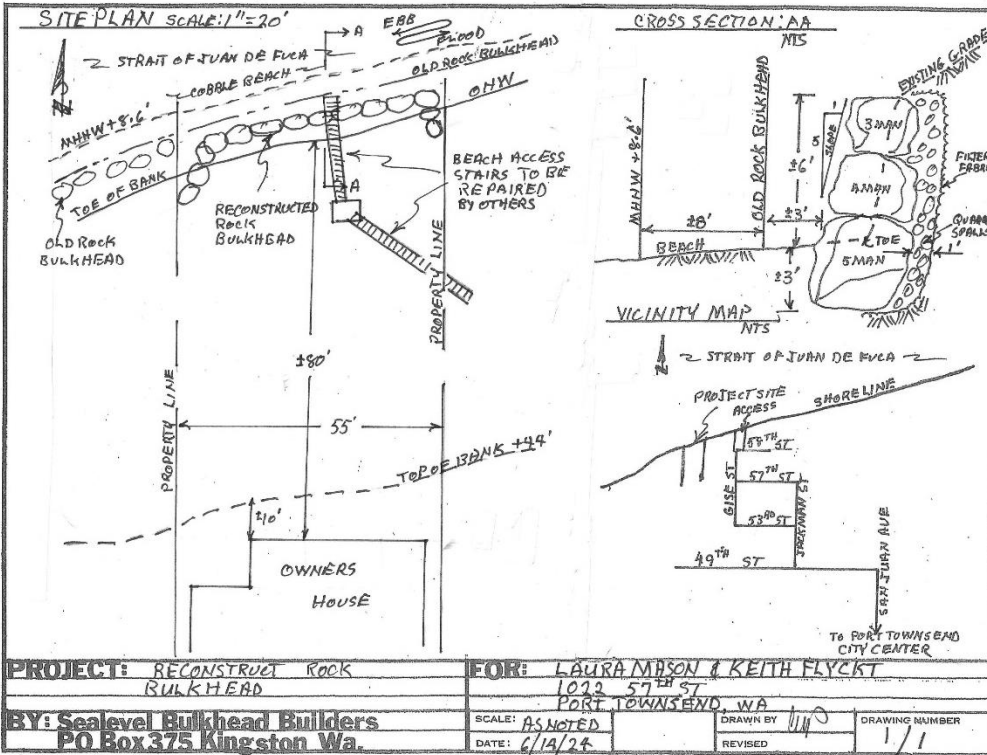 SITE PLAN SCALE: 1"=20'
EBB
FLOOD
A
N
~ STRAIT OF JUAN DE FUCA ~
COBBLE BEACH
OLD ROCK BULKHEAD
MHHW +8.6'
OHW
TOE OF BANK
A
OLD ROCK
BULKHEAD
RECONSTRUCTED
ROCK
BULKHEAD
BEACH ACCESS
STAIRS TO BE
REPAIRED
BY OTHERS
PROPERTY LINE
PROPERTY LINE
±80'
55'
TOP OF BANK +44'
±10'
OWNERS
HOUSE
CROSS SECTION: AA
NTS
EXISTING GRADE
MHHW +8.6'
OLD ROCK BULKHEAD
±6'
5
1
SLOPE
3 MAN
4 MAN
FILTER
FABRIC
±8'
±3'
BEACH
TOE
5 MAN
QUARRY
SPALLS
1'
±3'
VICINITY MAP
NTS
N
~ STRAIT OF JUAN DE FUCA ~
PROJECT SITE
ACCESS
SHORELINE
58TH ST
57TH ST
GISE ST
53RD ST
JACKMAN ST
49TH ST
SAN JUAN AVE
TO PORT TOWNSEND
CITY CENTER
PROJECT: RECONSTRUCT ROCK
BULKHEAD
BY: Sealevel Bulkhead Builders
PO Box 375 Kingston Wa.
FOR: LAURA MASON & KEITH FLYCKT
1022 57TH ST
PORT TOWNSEND, WA
SCALE: AS NOTED
DATE: 6/14/24
DRAWN BY
REVISED
DRAWING NUMBER
1/1